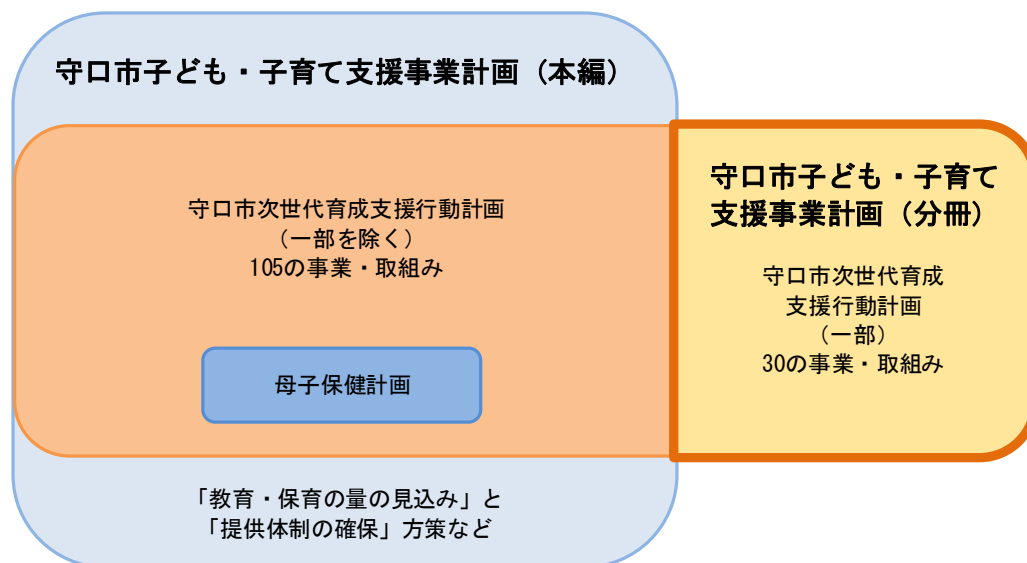 守口市子ども・子育て支援事業計画（本編）
守口市次世代育成支援行動計画
（一部を除く）
105の事業・取組み
母子保健計画
「教育・保育の量の見込み」と
「提供体制の確保」方策など
守口市子ども・子育て
支援事業計画（分冊）
守口市次世代育成
支援行動計画
（一部）
30の事業・取組み